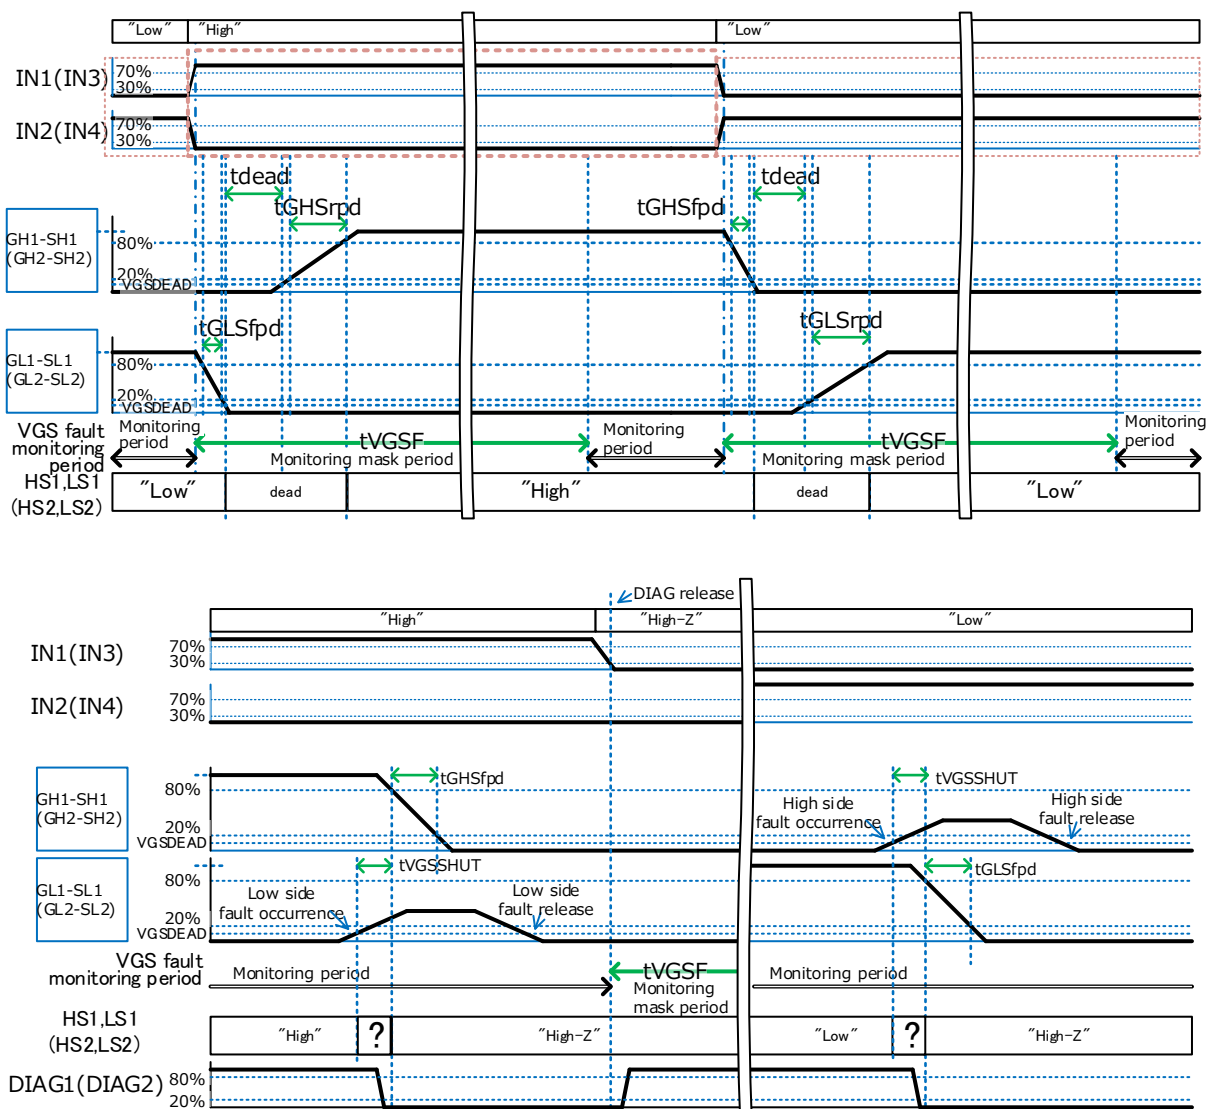 "Low" "High" "Low"
IN1(IN3) 70%
30%
IN2(IN4) 70%
30%
tdead tdead
tGHSrpd tGHSfpd
GH1-SH1
(GH2-SH2)
80%
20%
VGSDEAD
tGLSfpd tGLSrpd
GL1-SL1
(GL2-SL2)
80%
20%
VGSDEAD
VGS fault
monitoring
period
Monitoring
period
tVGSF
Monitoring mask period
Monitoring
period
tVGSF
Monitoring mask period
Monitoring
period
HS1,LS1
(HS2,LS2)
"Low" dead "High" dead "Low"
DIAG release
"High" "High-Z" "Low"
IN1(IN3) 70%
30%
IN2(IN4) 70%
30%
GH1-SH1
(GH2-SH2)
80%
20%
VGSDEAD
tGHSfpd
tVGSSHUT
High side
fault occurrence
High side
fault release
GL1-SL1
(GL2-SL2)
80%
20%
VGSDEAD
tVGSSHUT
Low side
fault occurrence
Low side
fault release
tGLSfpd
VGS fault
monitoring period
Monitoring period
tVGSF
Monitoring
mask period
Monitoring period
HS1,LS1
(HS2,LS2)
"High" ? "High-Z" "Low" ? "High-Z"
DIAG1(DIAG2) 80%
20%